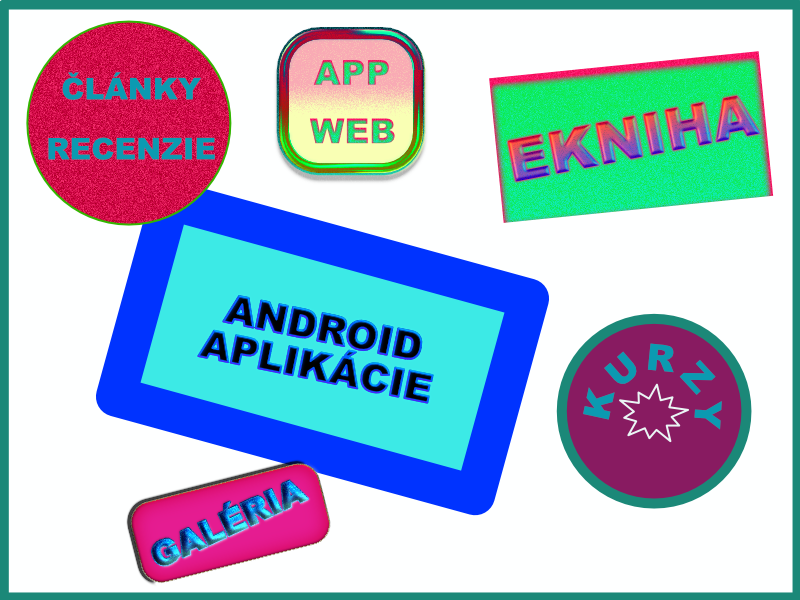 ČLÁNKY
RECENZIE
APP
WEB
EKNIHA
ANDROID
APLIKÁCIE
KURZY
GALÉRIA